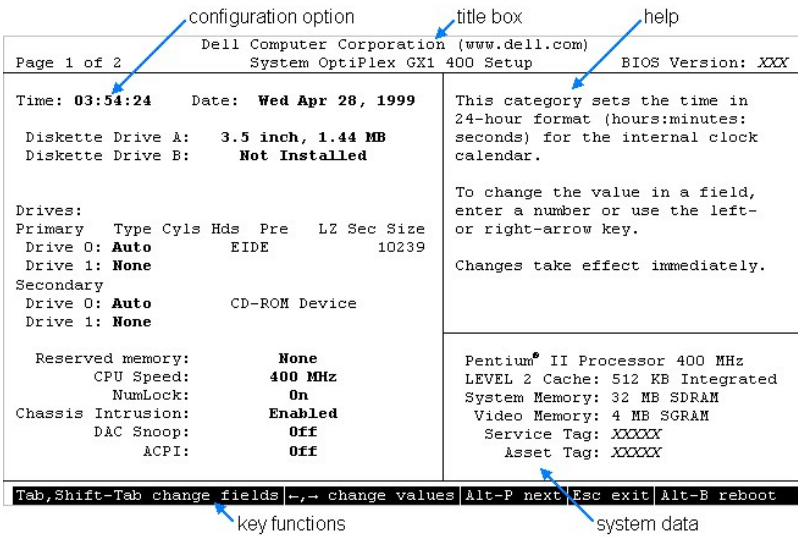 configuration option title box help
Dell Computer Corporation (www.dell.com)
Page 1 of 2 System OptiPlex GX1 400 Setup BIOS Version: XXX
Time: 03:54:24 Date: Wed Apr 28, 1999
Diskette Drive A: 3.5 inch, 1.44 MB
Diskette Drive B: Not Installed
Drives:
Primary Type Cyls Hds Pre LZ Sec Size
Drive 0: Auto EIDE 10239
Drive 1: None
Secondary
Drive 0: Auto CD-ROM Device
Drive 1: None
Reserved memory: None
CPU Speed: 400 MHz
NumLock: On
Chassis Intrusion: Enabled
DAC Snoop: Off
ACPI: Off
This category sets the time in
24-hour format (hours:minutes:
seconds) for the internal clock
calendar.
To change the value in a field,
enter a number or use the left-
or right-arrow key.
Changes take effect immediately.
Pentium® II Processor 400 MHz
LEVEL 2 Cache: 512 KB Integrated
System Memory: 32 MB SDRAM
Video Memory: 4 MB SGRAM
Service Tag: XXXXX
Asset Tag: XXXXX
Tab,Shift-Tab change fields ←,→ change values Alt-P next Esc exit Alt-B reboot
key functions system data